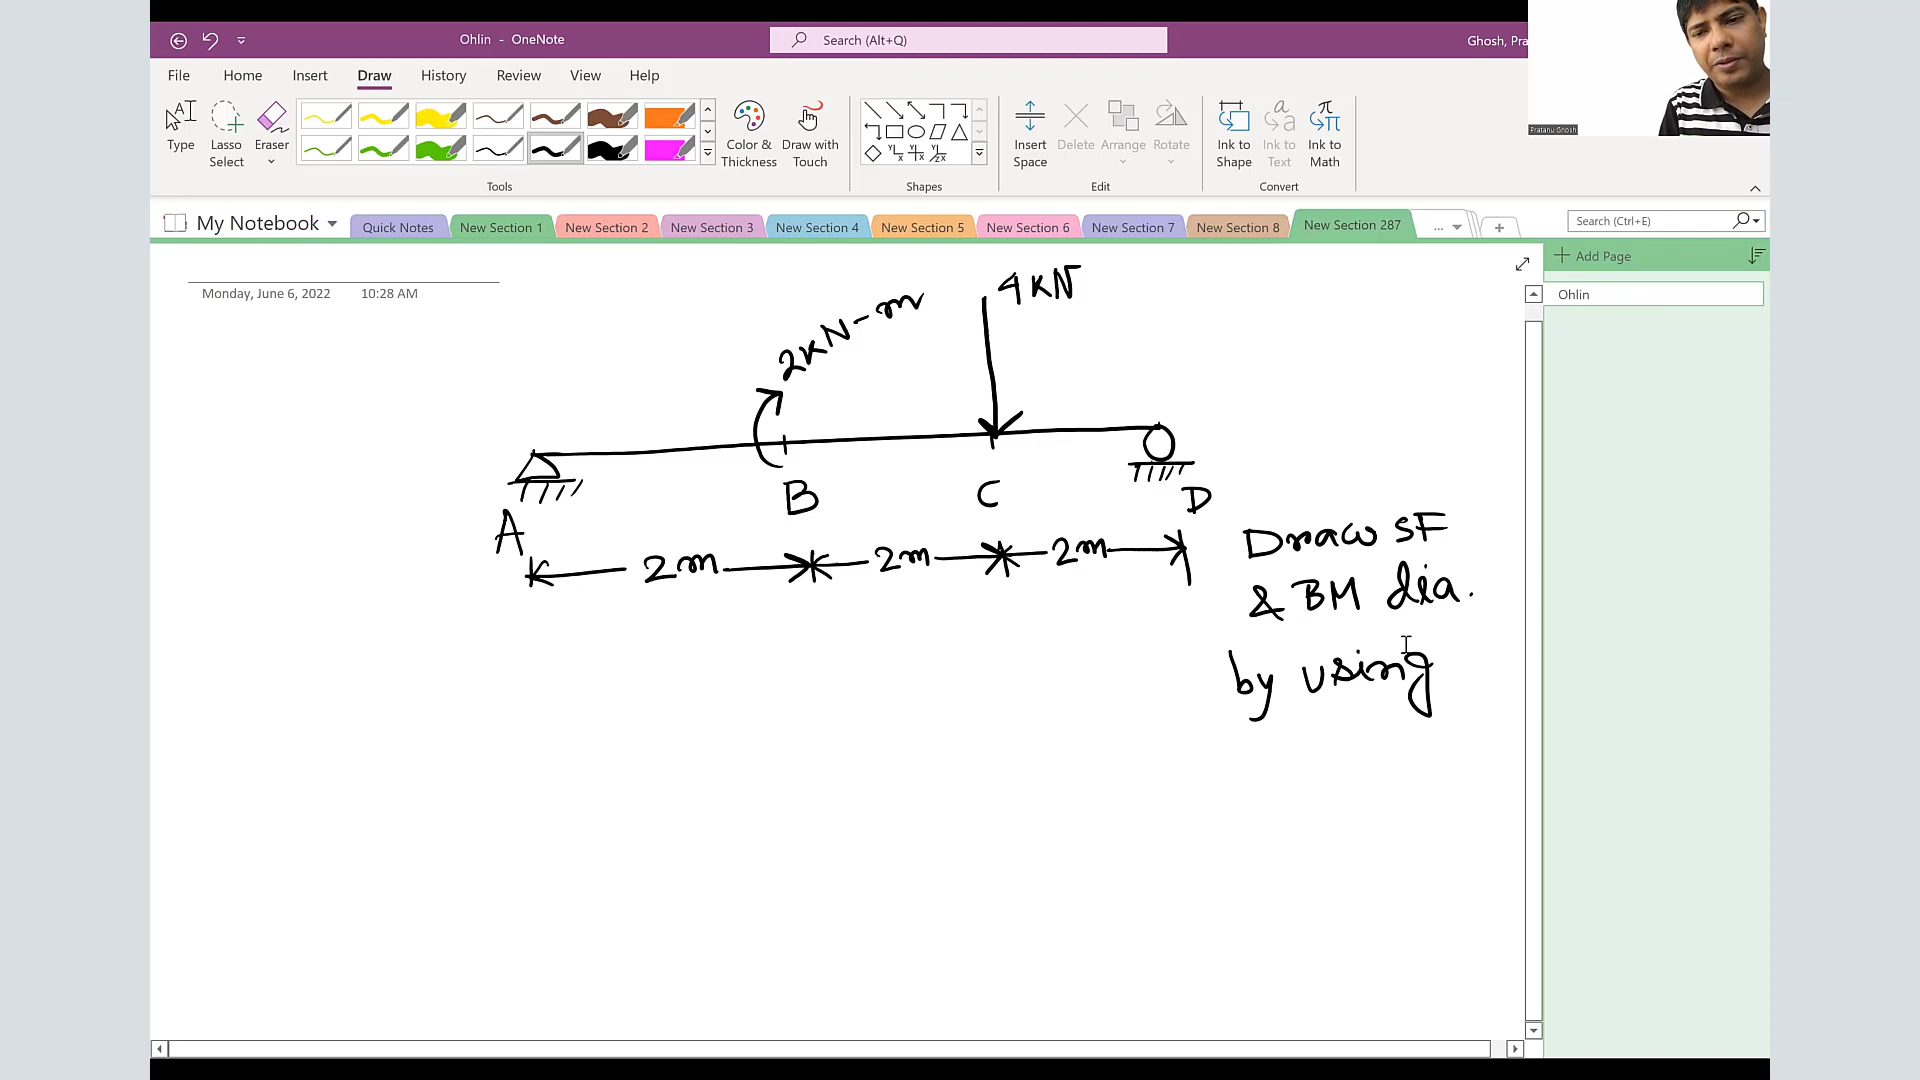 Ohlin - OneNote
Search (Alt+Q)
Ghosh, Pra
File Home Insert Draw History Review View Help
Type
Lasso Select
Eraser
Color & Thickness
Draw with Touch
Insert Space
Delete
Arrange
Rotate
Ink to Shape
Ink to Text
Ink to Math
Tools
Shapes
Edit
Convert
Pratanu Ghosh
My Notebook
Quick Notes
New Section 1
New Section 2
New Section 3
New Section 4
New Section 5
New Section 6
New Section 7
New Section 8
New Section 287
...
Search (Ctrl+E)
Add Page
Ohlin
Monday, June 6, 2022 10:28 AM
4 KN
2 KN-m
A B C D
2m 2m 2m
Draw SF
& BM dia.
by using